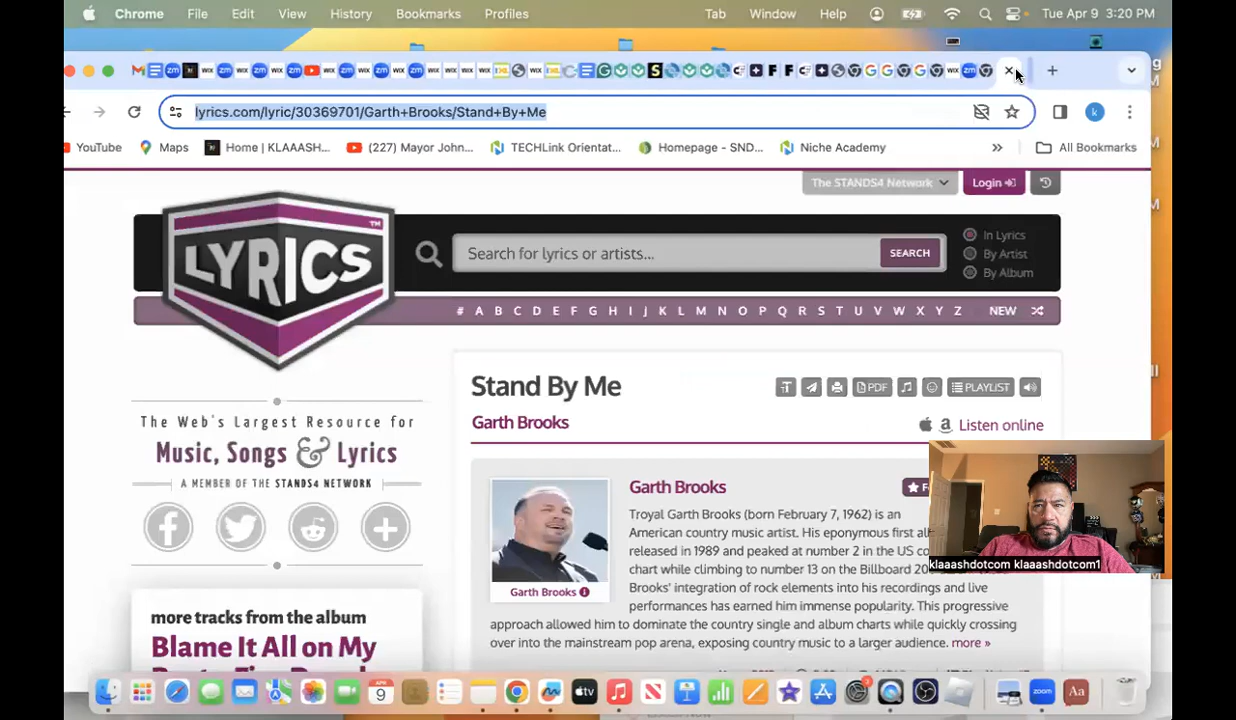 Chrome File Edit View History Bookmarks Profiles Tab Window Help Tue Apr 9 3:20 PM
lyrics.com/lyric/30369701/Garth+Brooks/Stand+By+Me
YouTube Maps Home | KLAAASH... (227) Mayor John... TECHLink Orientat... Homepage - SND... Niche Academy » All Bookmarks
The STANDS4 Network Login
LYRICS™
Search for lyrics or artists... SEARCH
In Lyrics
By Artist
By Album
# A B C D E F G H I J K L M N O P Q R S T U V W X Y Z NEW
Stand By Me
PDF PLAYLIST
Garth Brooks
Listen online
The Web's Largest Resource for
Music, Songs & Lyrics
A MEMBER OF THE STANDS4 NETWORK
more tracks from the album
Blame It All on My
Garth Brooks
Garth Brooks
Troyal Garth Brooks (born February 7, 1962) is an
American country music artist. His eponymous first al
released in 1989 and peaked at number 2 in the US co
chart while climbing to number 13 on the Billboard 20
Brooks' integration of rock elements into his recordings and live
performances has earned him immense popularity. This progressive
approach allowed him to dominate the country single and album charts while quickly crossing
over into the mainstream pop arena, exposing country music to a larger audience. more »
klaaashdotcom klaaashdotcom1